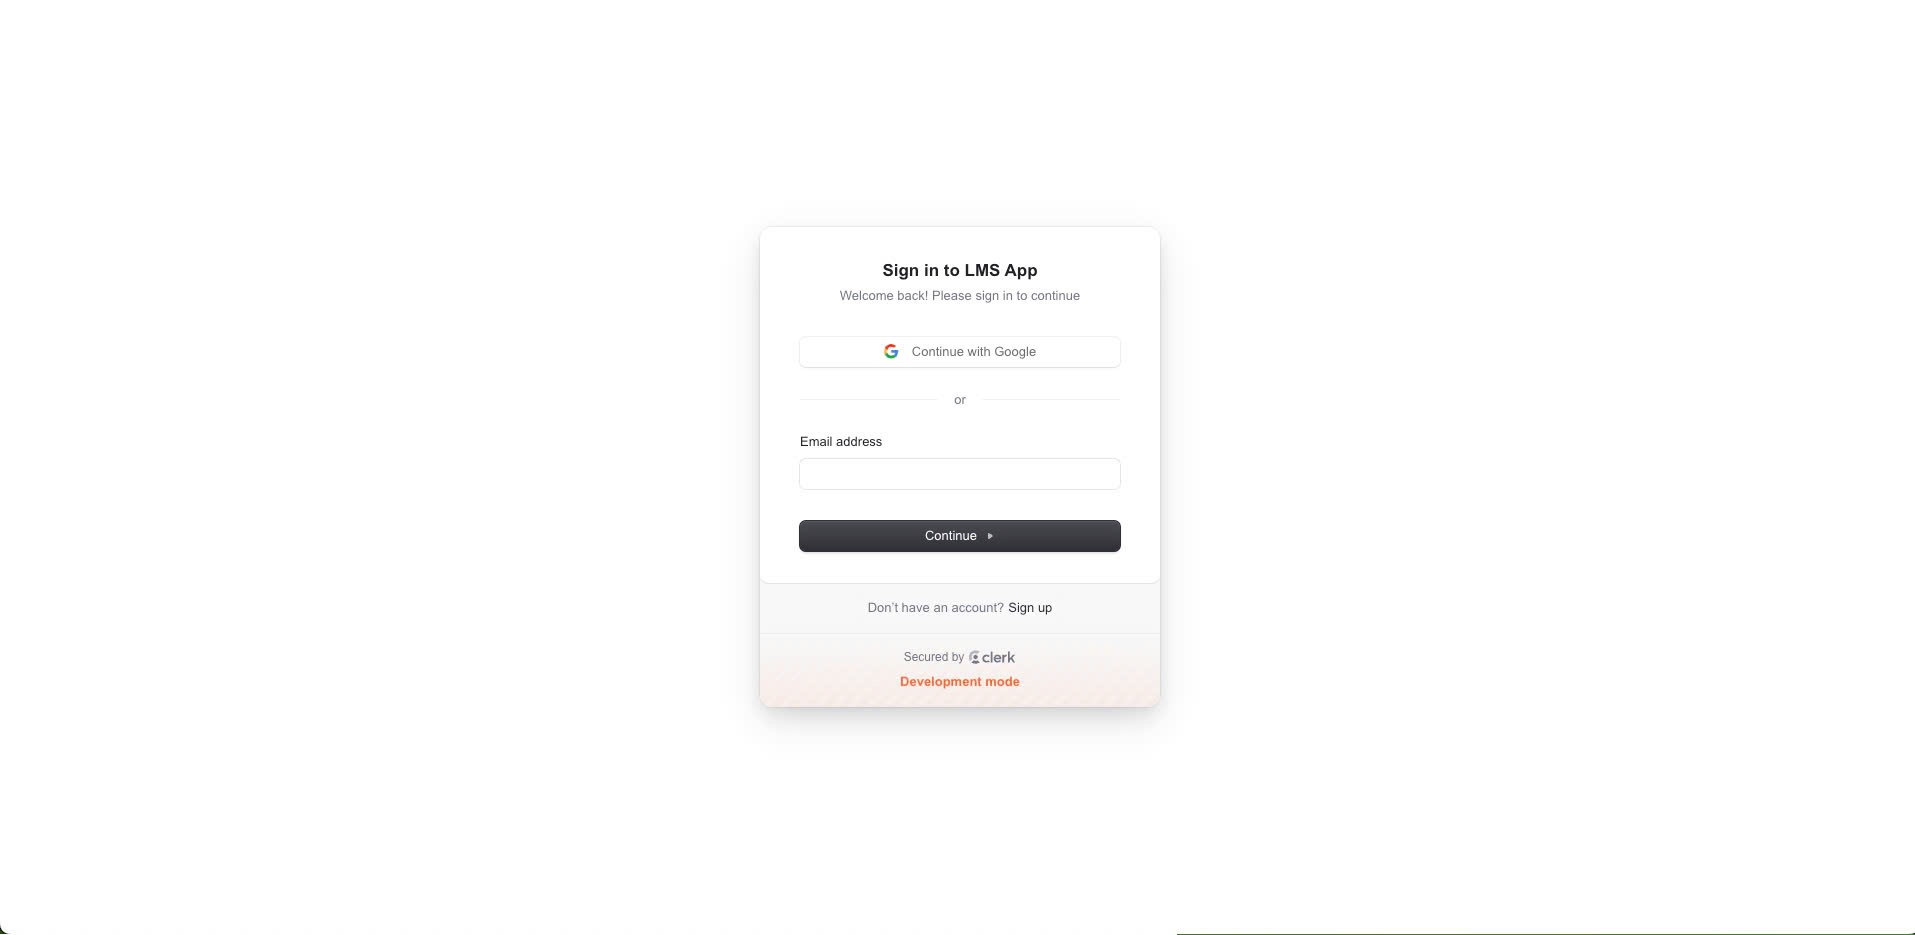 Sign in to LMS App
Welcome back! Please sign in to continue
Continue with Google
or
Email address
Continue
Don’t have an account? Sign up
Secured by clerk
Development mode